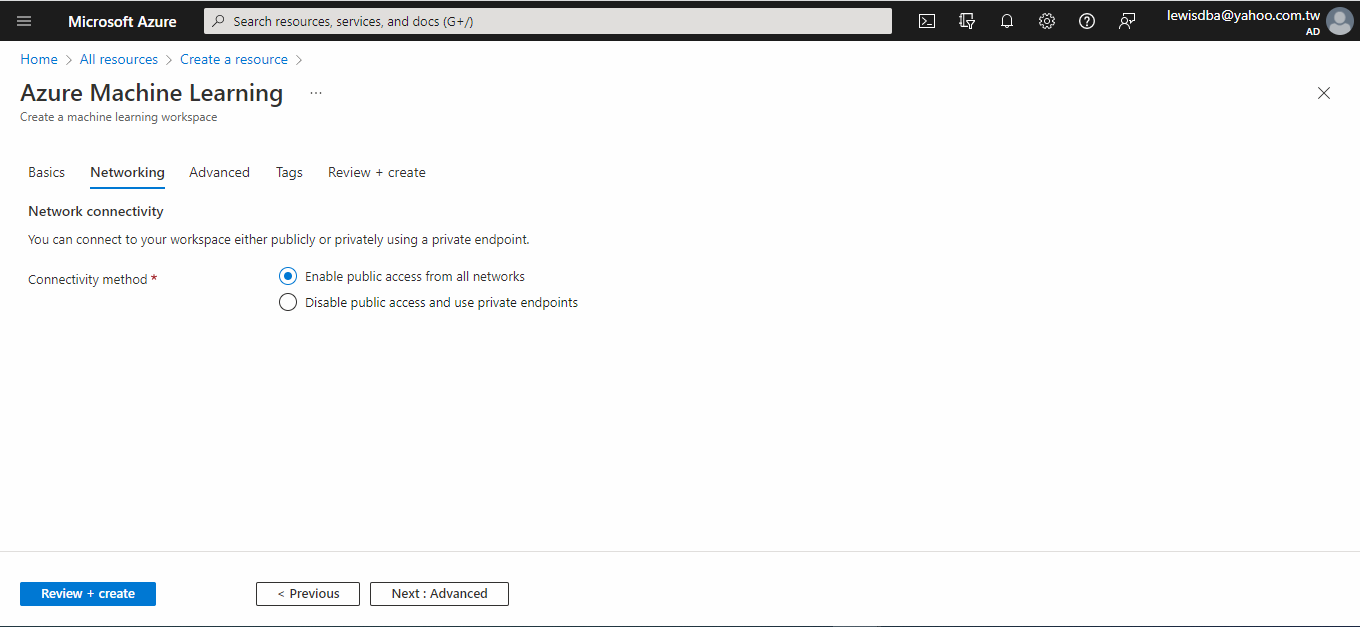 Microsoft Azure
Search resources, services, and docs (G+/)
lewisdba@yahoo.com.tw
AD
Home > All resources > Create a resource >
Azure Machine Learning ...
Create a machine learning workspace
Basics Networking Advanced Tags Review + create
Network connectivity
You can connect to your workspace either publicly or privately using a private endpoint.
Connectivity method *
Enable public access from all networks
Disable public access and use private endpoints
Review + create < Previous Next : Advanced